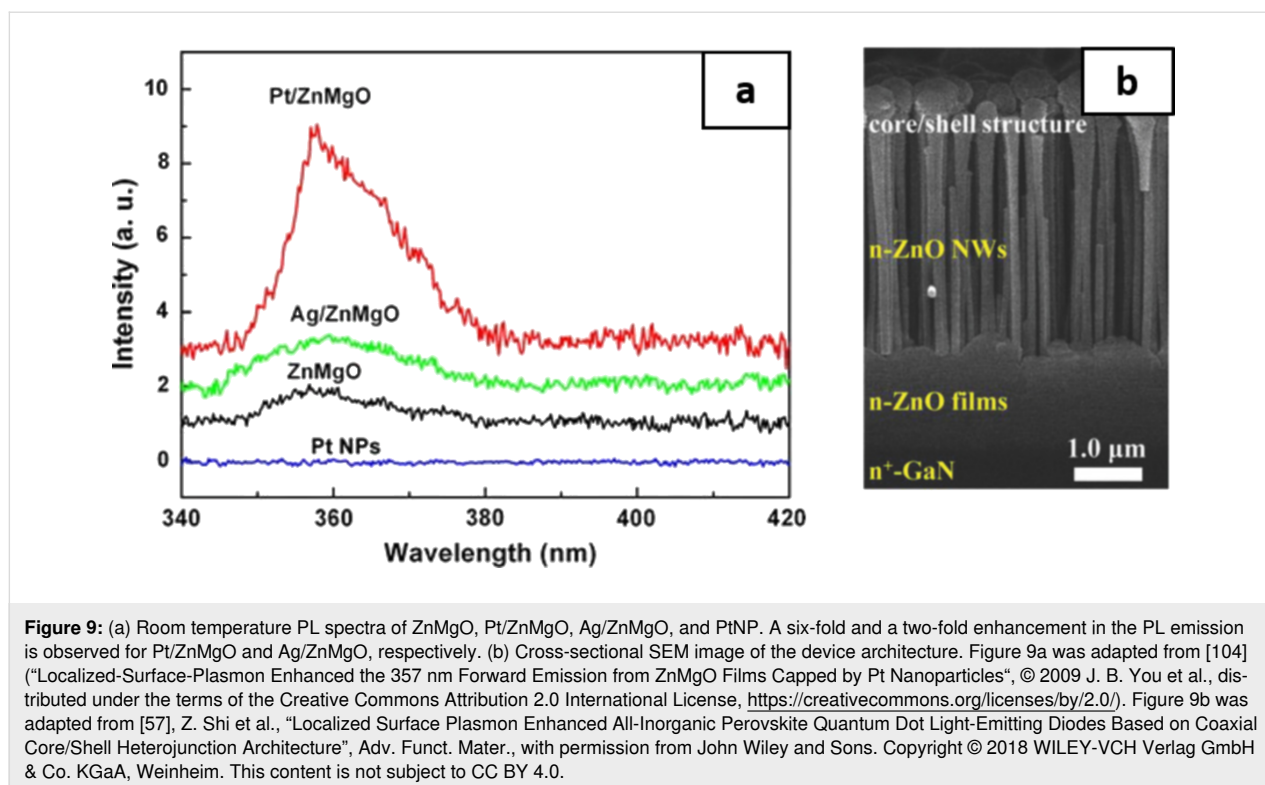 a
b
10
8
6
4
2
0
Intensity (a. u.)
Pt/ZnMgO
Ag/ZnMgO
ZnMgO
Pt NPs
340 360 380 400 420
Wavelength (nm)
core/shell structure
n-ZnO NWs
n-ZnO films
1.0 μm
n⁺-GaN
Figure 9: (a) Room temperature PL spectra of ZnMgO, Pt/ZnMgO, Ag/ZnMgO, and PtNP. A six-fold and a two-fold enhancement in the PL emission
is observed for Pt/ZnMgO and Ag/ZnMgO, respectively. (b) Cross-sectional SEM image of the device architecture. Figure 9a was adapted from [104]
(“Localized-Surface-Plasmon Enhanced the 357 nm Forward Emission from ZnMgO Films Capped by Pt Nanoparticles“, © 2009 J. B. You et al., dis-
tributed under the terms of the Creative Commons Attribution 2.0 International License, https://creativecommons.org/licenses/by/2.0/). Figure 9b was
adapted from [57], Z. Shi et al., “Localized Surface Plasmon Enhanced All-Inorganic Perovskite Quantum Dot Light-Emitting Diodes Based on Coaxial
Core/Shell Heterojunction Architecture”, Adv. Funct. Mater., with permission from John Wiley and Sons. Copyright © 2018 WILEY-VCH Verlag GmbH
& Co. KGaA, Weinheim. This content is not subject to CC BY 4.0.